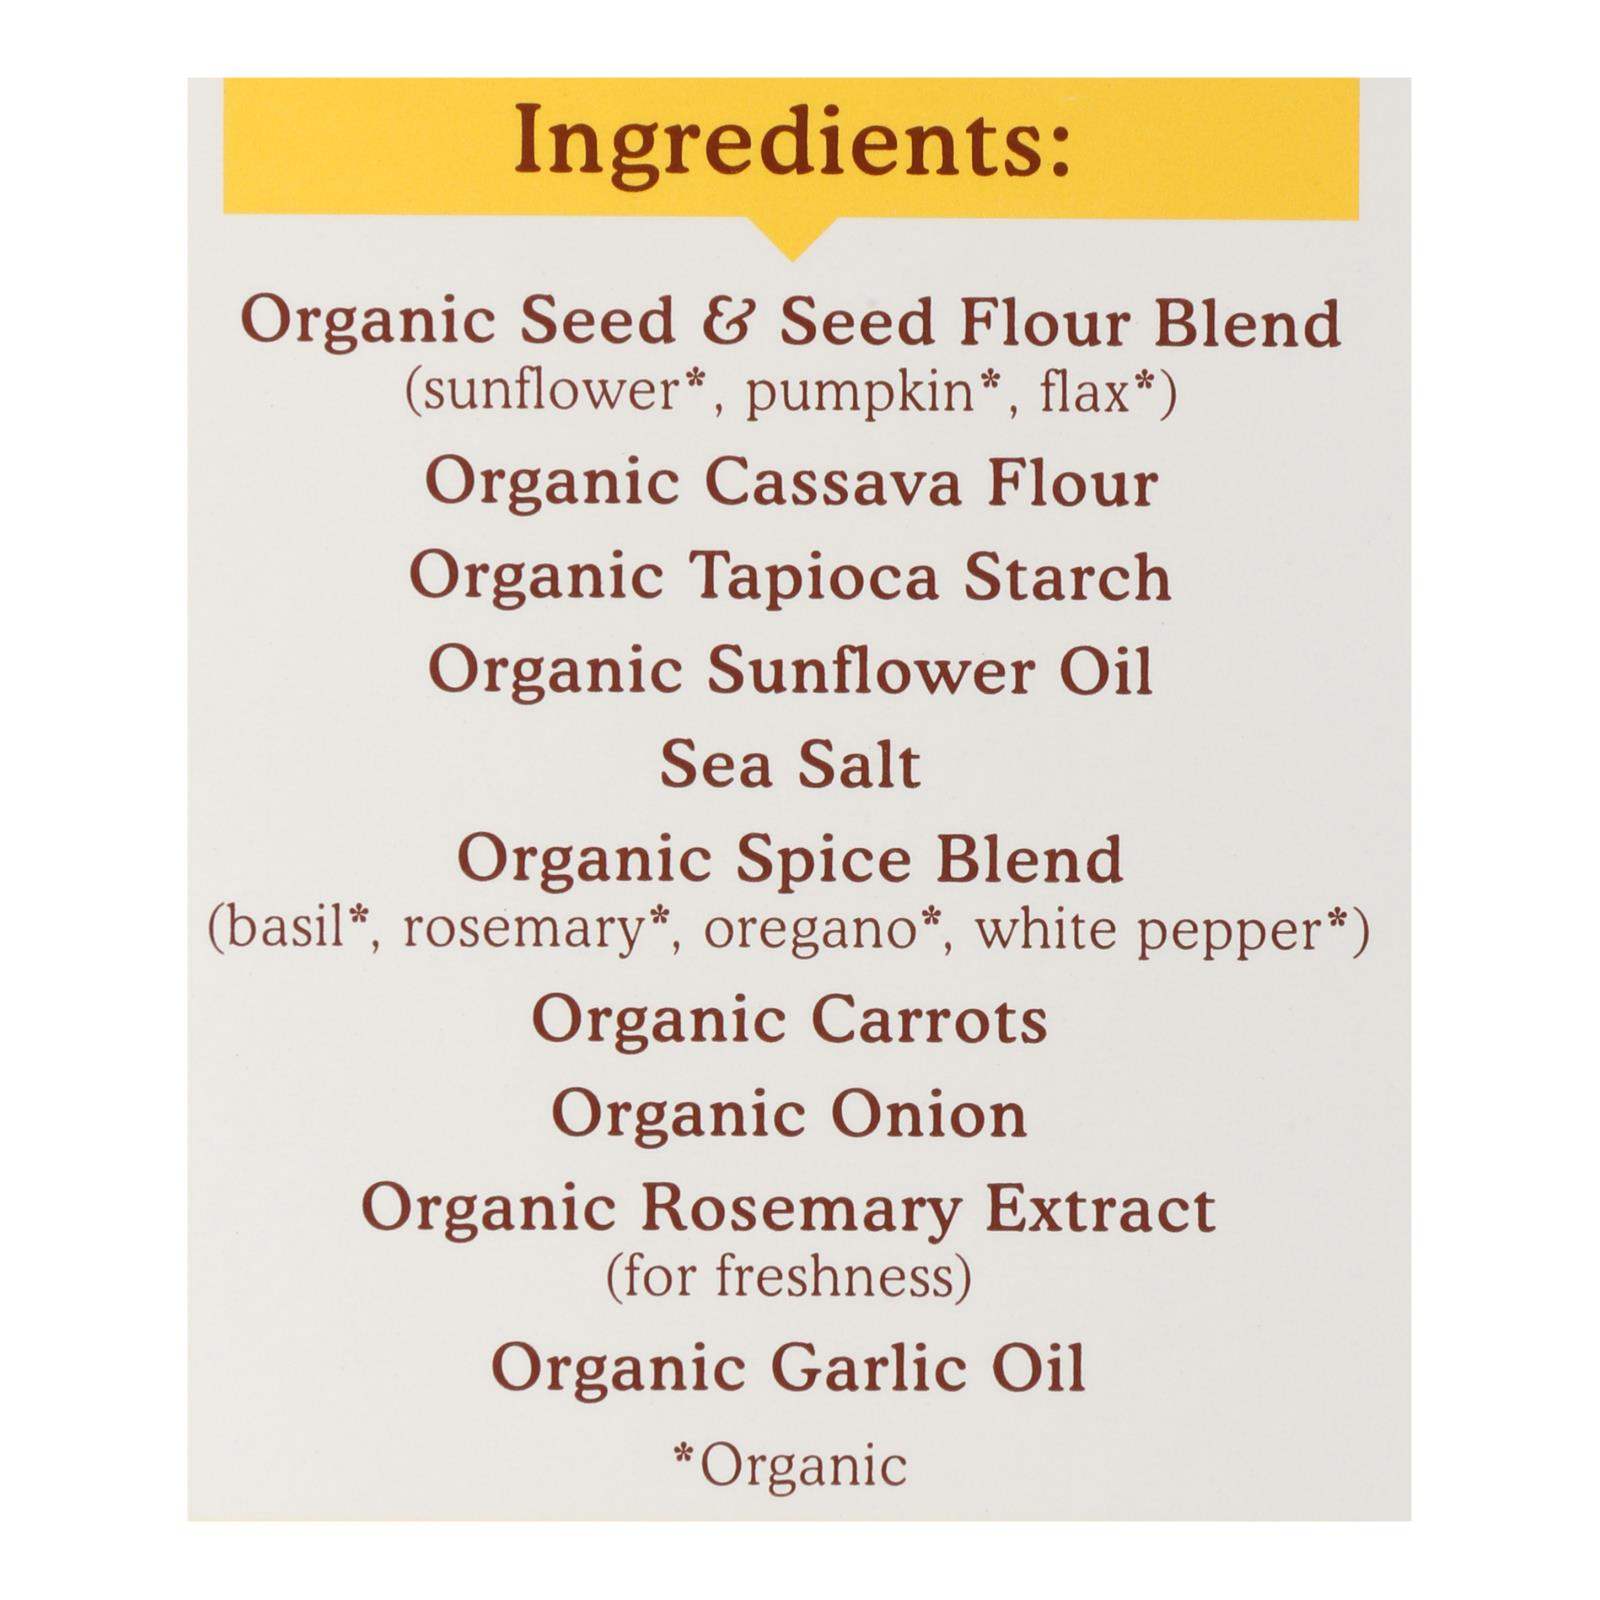 Ingredients:
Organic Seed & Seed Flour Blend
(sunflower*, pumpkin*, flax*)
Organic Cassava Flour
Organic Tapioca Starch
Organic Sunflower Oil
Sea Salt
Organic Spice Blend
(basil*, rosemary*, oregano*, white pepper*)
Organic Carrots
Organic Onion
Organic Rosemary Extract
(for freshness)
Organic Garlic Oil
*Organic